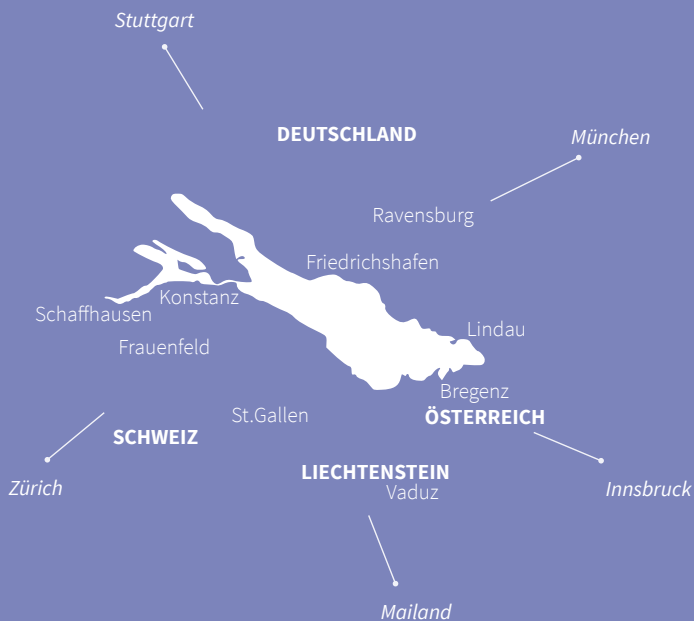 Stuttgart
DEUTSCHLAND
München
Ravensburg
Friedrichshafen
Konstanz
Schaffhausen
Lindau
Frauenfeld
Bregenz
St.Gallen
ÖSTERREICH
SCHWEIZ
LIECHTENSTEIN
Vaduz
Zürich
Innsbruck
Mailand